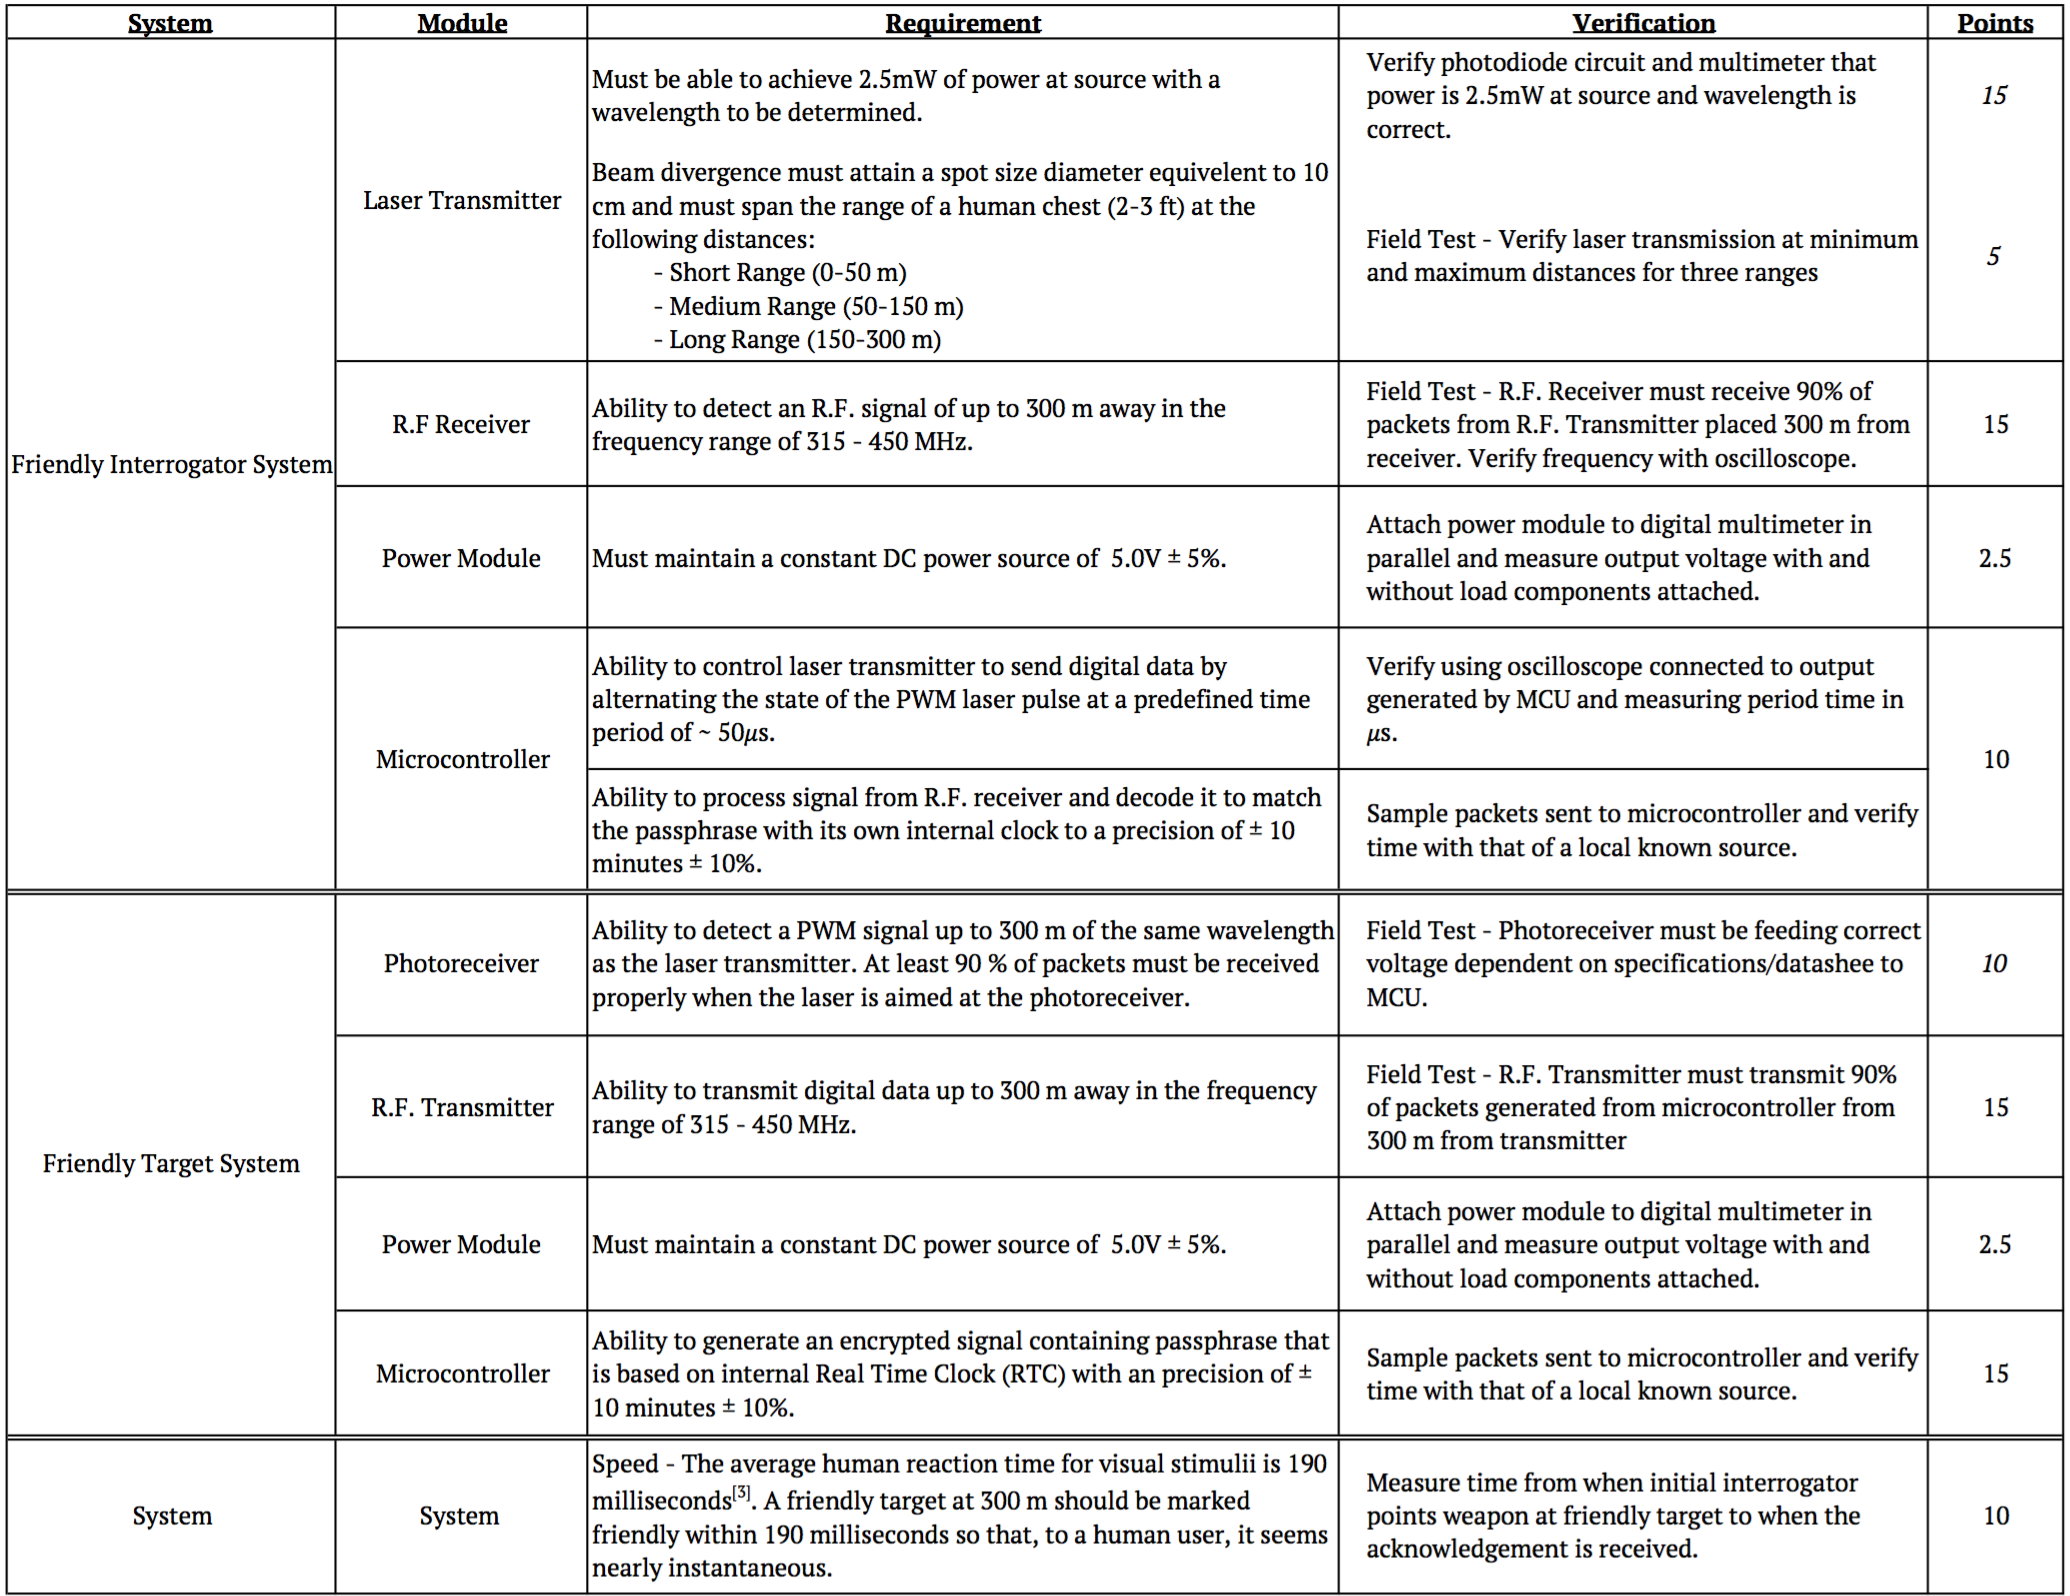 System Module Requirement Verification Points
Friendly Interrogator System
Laser Transmitter
Must be able to achieve 2.5mW of power at source with a
wavelength to be determined.
Verify photodiode circuit and multimeter that
power is 2.5mW at source and wavelength is
correct.
15
Beam divergence must attain a spot size diameter equivelent to 10
cm and must span the range of a human chest (2-3 ft) at the
following distances:
- Short Range (0-50 m)
- Medium Range (50-150 m)
- Long Range (150-300 m)
Field Test - Verify laser transmission at minimum
and maximum distances for three ranges
5
R.F Receiver
Ability to detect an R.F. signal of up to 300 m away in the
frequency range of 315 - 450 MHz.
Field Test - R.F. Receiver must receive 90% of
packets from R.F. Transmitter placed 300 m from
receiver. Verify frequency with oscilloscope.
15
Power Module
Must maintain a constant DC power source of 5.0V ± 5%.
Attach power module to digital multimeter in
parallel and measure output voltage with and
without load components attached.
2.5
Microcontroller
Ability to control laser transmitter to send digital data by
alternating the state of the PWM laser pulse at a predefined time
period of ~ 50μs.
Verify using oscilloscope connected to output
generated by MCU and measuring period time in
μs.
10
Ability to process signal from R.F. receiver and decode it to match
the passphrase with its own internal clock to a precision of ± 10
minutes ± 10%.
Sample packets sent to microcontroller and verify
time with that of a local known source.
Friendly Target System
Photoreceiver
Ability to detect a PWM signal up to 300 m of the same wavelength
as the laser transmitter. At least 90 % of packets must be received
properly when the laser is aimed at the photoreceiver.
Field Test - Photoreceiver must be feeding correct
voltage dependent on specifications/datashee to
MCU.
10
R.F. Transmitter
Ability to transmit digital data up to 300 m away in the frequency
range of 315 - 450 MHz.
Field Test - R.F. Transmitter must transmit 90%
of packets generated from microcontroller from
300 m from transmitter
15
Power Module
Must maintain a constant DC power source of 5.0V ± 5%.
Attach power module to digital multimeter in
parallel and measure output voltage with and
without load components attached.
2.5
Microcontroller
Ability to generate an encrypted signal containing passphrase that
is based on internal Real Time Clock (RTC) with an precision of ±
10 minutes ± 10%.
Sample packets sent to microcontroller and verify
time with that of a local known source.
15
System
System
Speed - The average human reaction time for visual stimulii is 190
milliseconds[3]. A friendly target at 300 m should be marked
friendly within 190 milliseconds so that, to a human user, it seems
nearly instantaneous.
Measure time from when initial interrogator
points weapon at friendly target to when the
acknowledgement is received.
10